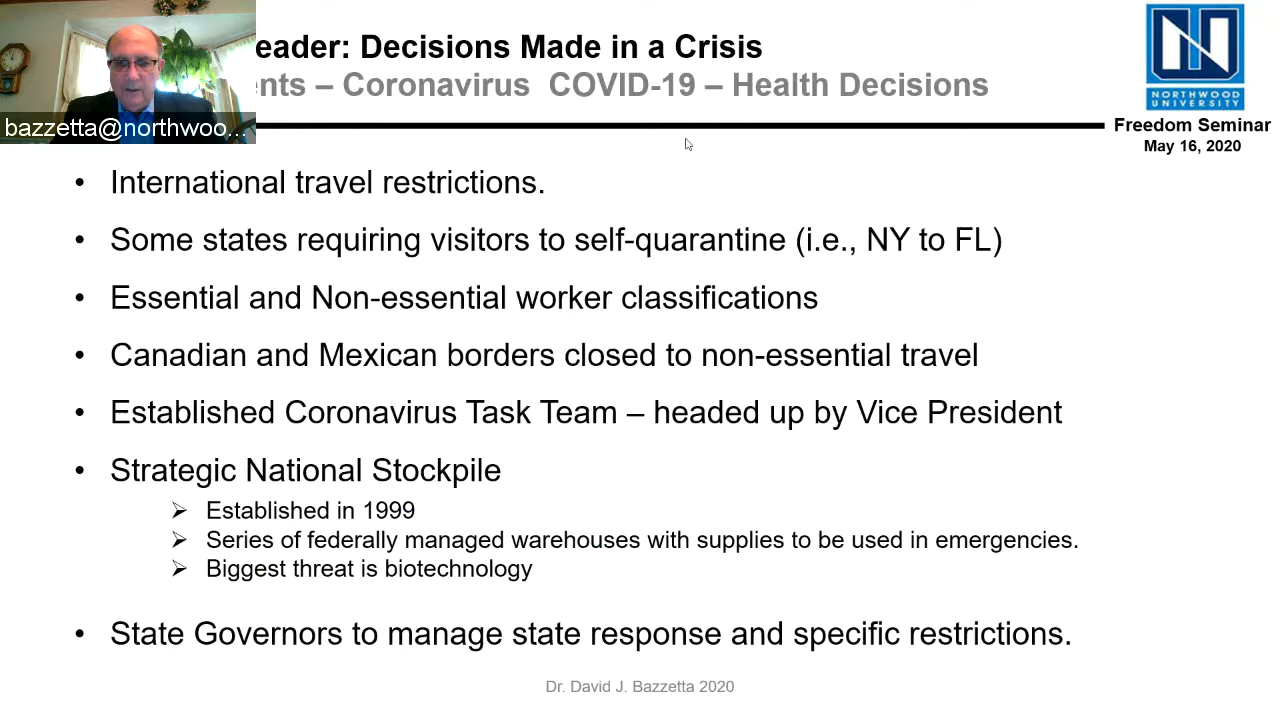 eader: Decisions Made in a Crisis
ents – Coronavirus  COVID-19 – Health Decisions
bazzetta@northwoo...
NORTHWOOD
UNIVERSITY
Freedom Seminar
May 16, 2020
• International travel restrictions.
• Some states requiring visitors to self-quarantine (i.e., NY to FL)
• Essential and Non-essential worker classifications
• Canadian and Mexican borders closed to non-essential travel
• Established Coronavirus Task Team – headed up by Vice President
• Strategic National Stockpile
➢ Established in 1999
➢ Series of federally managed warehouses with supplies to be used in emergencies.
➢ Biggest threat is biotechnology
• State Governors to manage state response and specific restrictions.
Dr. David J. Bazzetta 2020